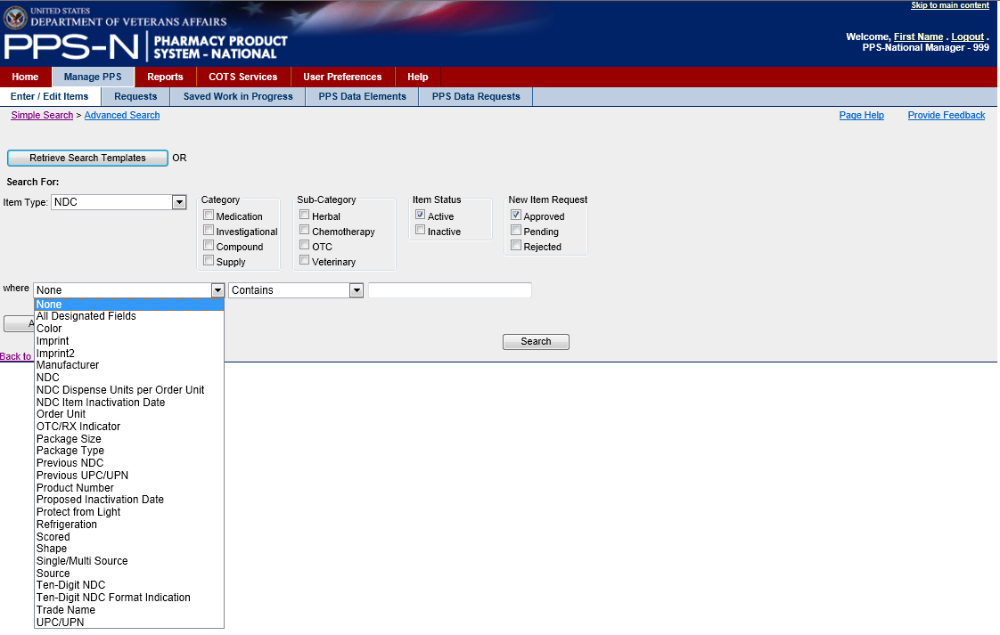 Skip to main content
UNITED STATES
DEPARTMENT OF VETERANS AFFAIRS
PPS-N PHARMACY PRODUCT
SYSTEM - NATIONAL
Welcome, First Name . Logout .
PPS-National Manager - 999
Home Manage PPS Reports COTS Services User Preferences Help
Enter / Edit Items Requests Saved Work in Progress PPS Data Elements PPS Data Requests
Simple Search > Advanced Search Page Help Provide Feedback
Retrieve Search Templates OR
Search For:
Item Type: NDC
Category
Medication
Investigational
Compound
Supply
Sub-Category
Herbal
Chemotherapy
OTC
Veterinary
Item Status
Active
Inactive
New Item Request
Approved
Pending
Rejected
where None Contains
None
All Designated Fields
Color
Imprint
Imprint2
Manufacturer
NDC
NDC Dispense Units per Order Unit
NDC Item Inactivation Date
Order Unit
OTC/RX Indicator
Package Size
Package Type
Previous NDC
Previous UPC/UPN
Product Number
Proposed Inactivation Date
Protect from Light
Refrigeration
Scored
Shape
Single/Multi Source
Source
Ten-Digit NDC
Ten-Digit NDC Format Indication
Trade Name
UPC/UPN
Search
Back to